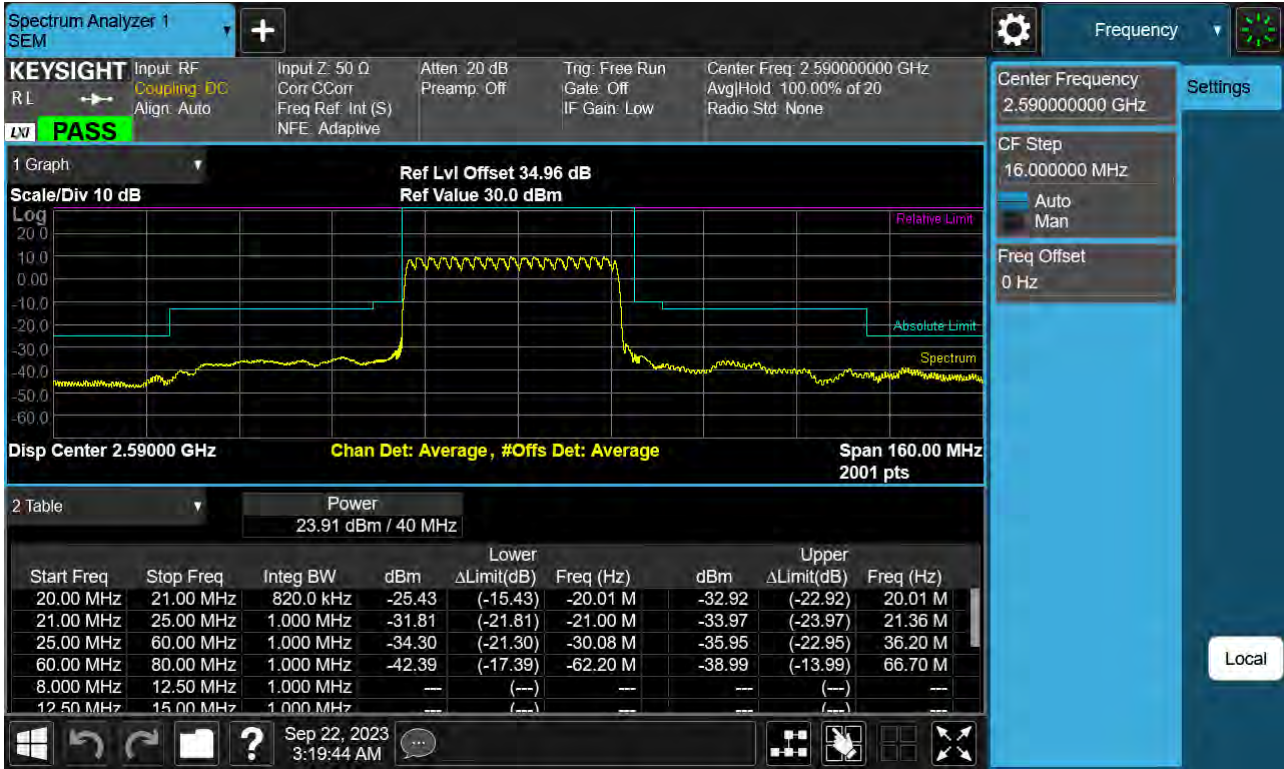 Spectrum Analyzer 1
SEM
Frequency
KEYSIGHT
Input: RF
Coupling: DC
Align: Auto
Input Z: 50 Ω
Corr CCorr
Freq Ref: Int (S)
NFE: Adaptive
Atten: 20 dB
Preamp: Off
Trig: Free Run
Gate: Off
IF Gain: Low
Center Freq: 2.590000000 GHz
Avg|Hold: 100.00% of 20
Radio Std: None
R L
LXI PASS
Center Frequency
2.590000000 GHz
Settings
CF Step
16.000000 MHz
Auto
Man
Freq Offset
0 Hz
1 Graph
Scale/Div 10 dB
Ref Lvl Offset 34.96 dB
Ref Value 30.0 dBm
Log
20.0
10.0
0.00
-10.0
-20.0
-30.0
-40.0
-50.0
-60.0
Relative Limit
Absolute Limit
Spectrum
Disp Center 2.59000 GHz
Chan Det: Average, #Offs Det: Average
Span 160.00 MHz
2001 pts
2 Table
Power
23.91 dBm / 40 MHz
Lower Upper
Start Freq Stop Freq Integ BW dBm ΔLimit(dB) Freq (Hz) dBm ΔLimit(dB) Freq (Hz)
20.00 MHz 21.00 MHz 820.0 kHz -25.43 (-15.43) -20.01 M -32.92 (-22.92) 20.01 M
21.00 MHz 25.00 MHz 1.000 MHz -31.81 (-21.81) -21.00 M -33.97 (-23.97) 21.36 M
25.00 MHz 60.00 MHz 1.000 MHz -34.30 (-21.30) -30.08 M -35.95 (-22.95) 36.20 M
60.00 MHz 80.00 MHz 1.000 MHz -42.39 (-17.39) -62.20 M -38.99 (-13.99) 66.70 M
8.000 MHz 12.50 MHz 1.000 MHz --- (---) --- --- (---) ---
12.50 MHz 15.00 MHz 1.000 MHz --- (---) --- --- (---) ---
Local
?
Sep 22, 2023
3:19:44 AM